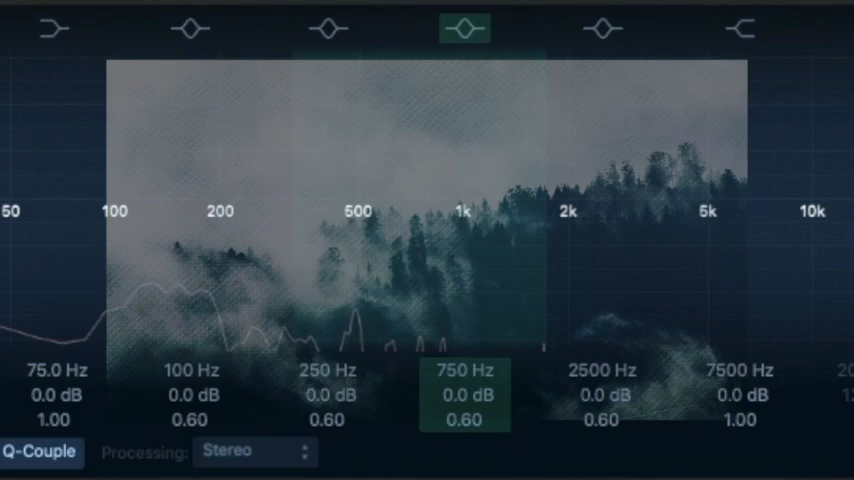 50 100 200 500 1k 2k 5k 10k
75.0 Hz 100 Hz 250 Hz 750 Hz 2500 Hz 7500 Hz 20
0.0 dB 0.0 dB 0.0 dB 0.0 dB 0.0 dB 0.0 dB
1.00 0.60 0.60 0.60 0.60 1.00
Q-Couple Processing: Stereo